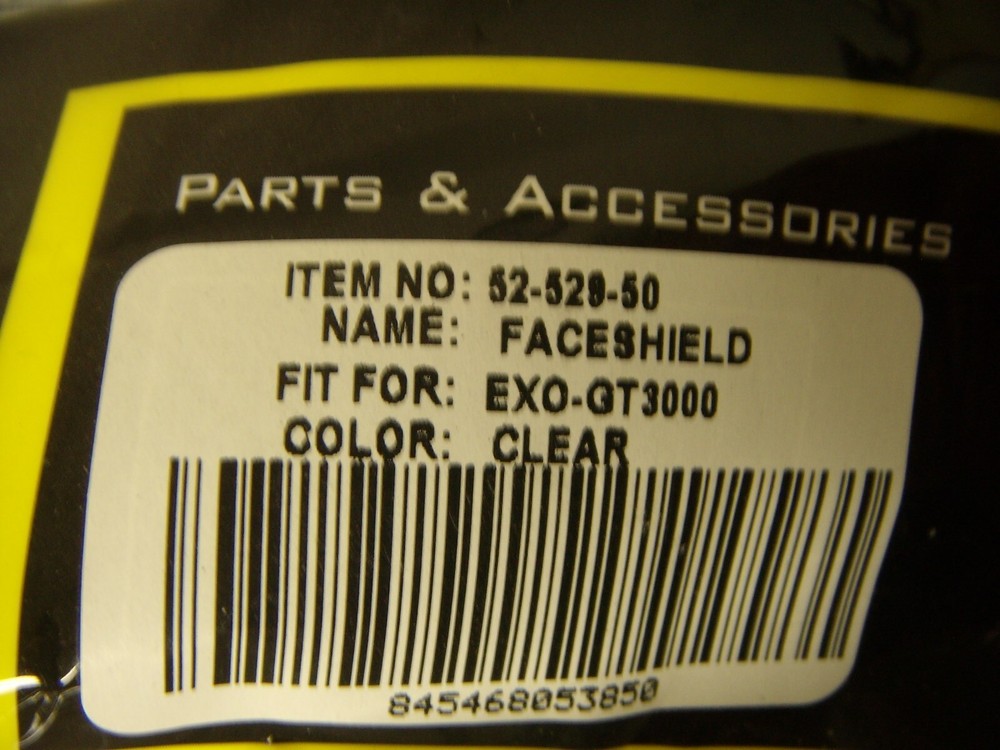 PARTS & ACCESSORIES
ITEM NO: 52-529-50
NAME: FACESHIELD
FIT FOR: EXO-GT3000
COLOR: CLEAR
845468053850